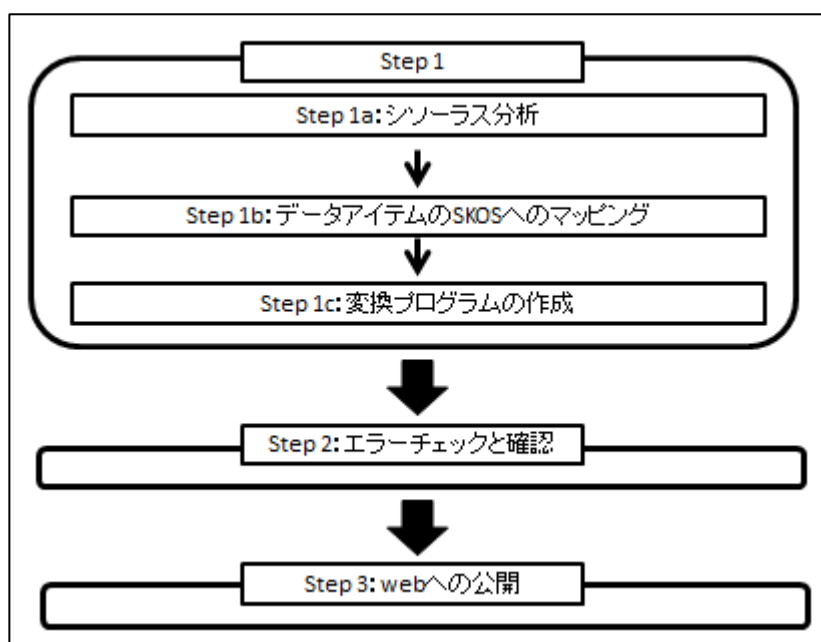 Step 1
Step 1a: シソーラス分析
Step 1b: データアイテムのSKOSへのマッピング
Step 1c: 変換プログラムの作成
Step 2: エラーチェックと確認
Step 3: webへの公開